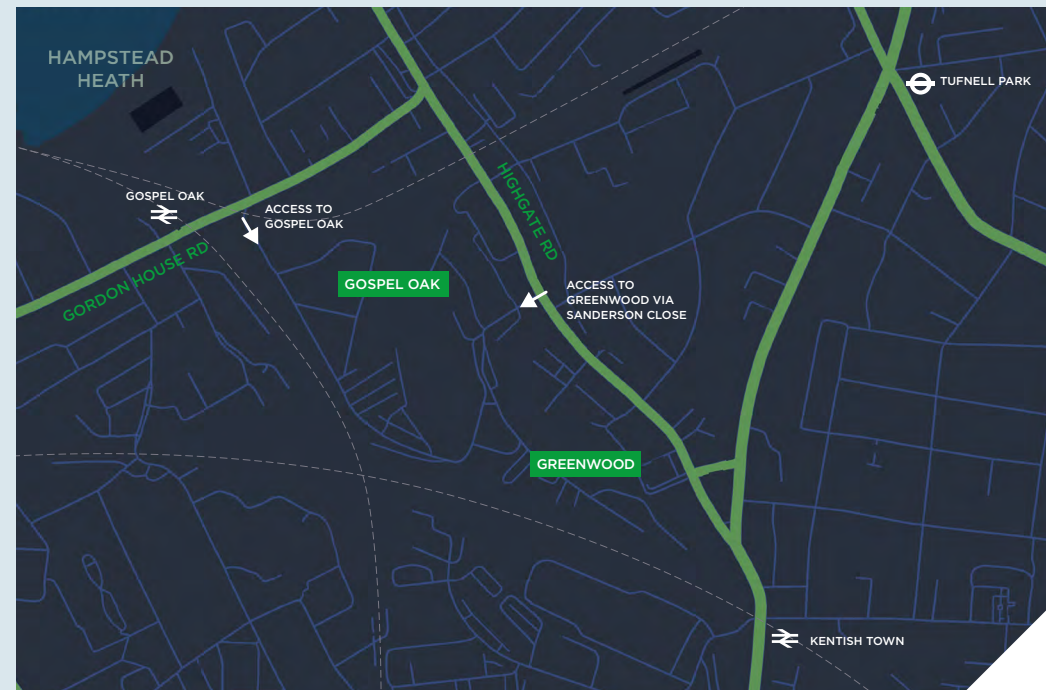 HAMPSTEAD
HEATH
TUFNELL PARK
GOSPEL OAK
ACCESS TO
GOSPEL OAK
HIGHGATE RD
GORDON HOUSE RD
GOSPEL OAK
ACCESS TO
GREENWOOD VIA
SANDERSON CLOSE
GREENWOOD
KENTISH TOWN